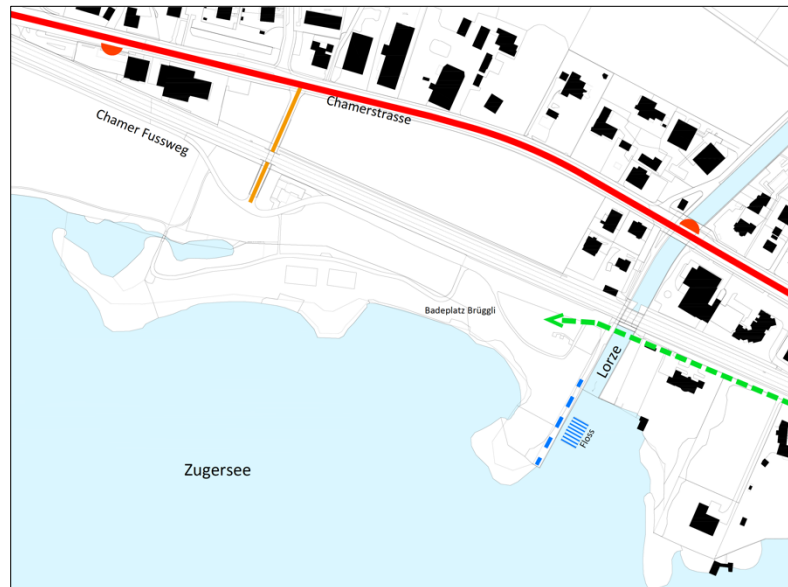 Chamerstrasse
Chamer Fussweg
Badeplatz Brüggli
Lorze
Floss
Zugersee